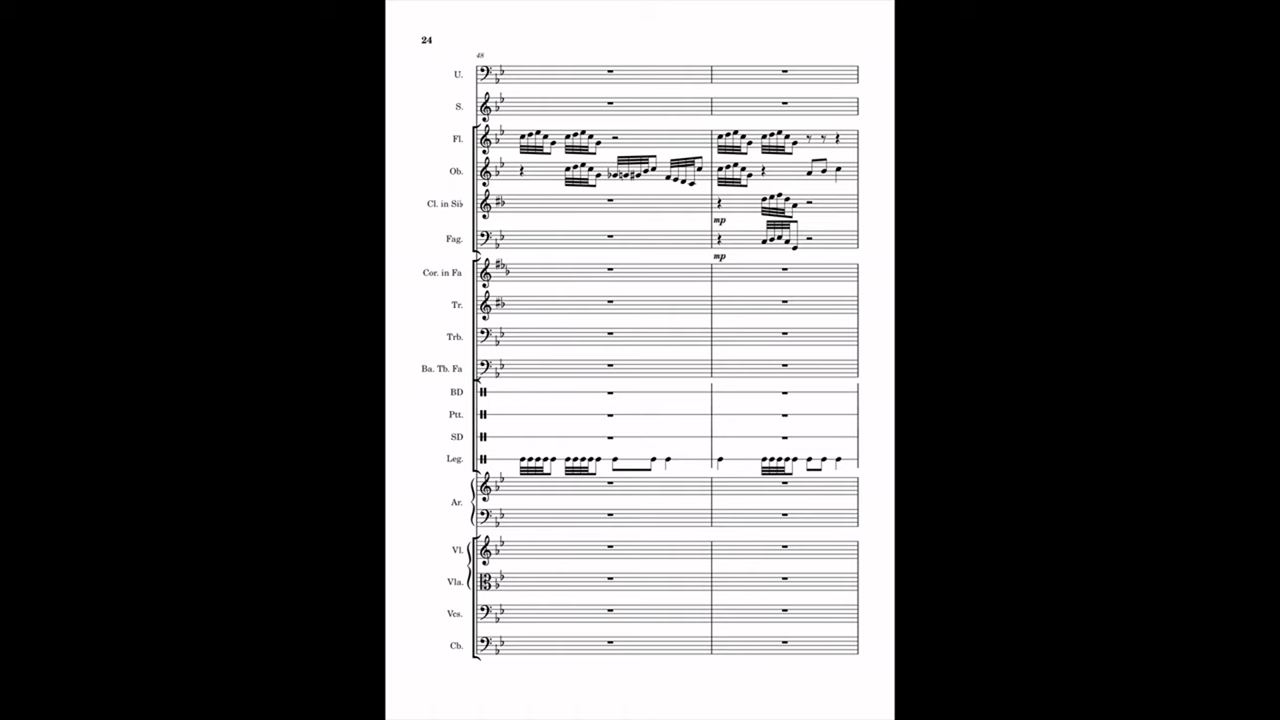 24
48
U.
S.
Fl.
Ob.
Cl. in Si♭
mp
Fag.
mp
Cor. in Fa
Tr.
Trb.
Ba. Tb. Fa
BD
Ptt.
SD
Leg.
Ar.
Vl.
Vla.
Vcs.
Cb.